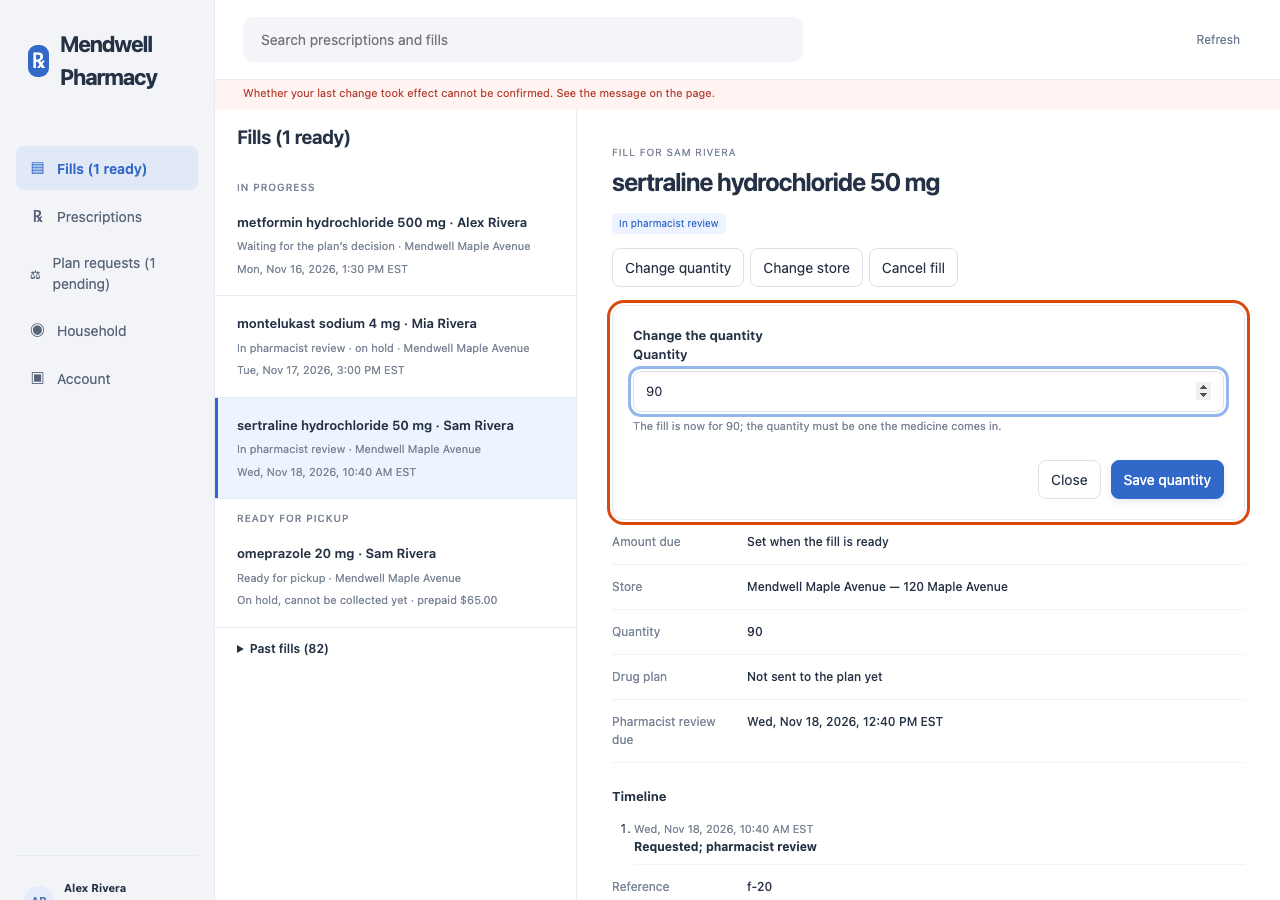 Mendwell
Pharmacy
Fills (1 ready)
Prescriptions
Plan requests (1
pending)
Household
Account
Alex Rivera
Search prescriptions and fills
Refresh
Whether your last change took effect cannot be confirmed. See the message on the page.
Fills (1 ready)
IN PROGRESS
metformin hydrochloride 500 mg · Alex Rivera
Waiting for the plan’s decision · Mendwell Maple Avenue
Mon, Nov 16, 2026, 1:30 PM EST
montelukast sodium 4 mg · Mia Rivera
In pharmacist review · on hold · Mendwell Maple Avenue
Tue, Nov 17, 2026, 3:00 PM EST
sertraline hydrochloride 50 mg · Sam Rivera
In pharmacist review · Mendwell Maple Avenue
Wed, Nov 18, 2026, 10:40 AM EST
READY FOR PICKUP
omeprazole 20 mg · Sam Rivera
Ready for pickup · Mendwell Maple Avenue
On hold, cannot be collected yet · prepaid $65.00
Past fills (82)
FILL FOR SAM RIVERA
sertraline hydrochloride 50 mg
In pharmacist review
Change quantity
Change store
Cancel fill
Change the quantity
Quantity
90
The fill is now for 90; the quantity must be one the medicine comes in.
Close
Save quantity
Amount due
Set when the fill is ready
Store
Mendwell Maple Avenue — 120 Maple Avenue
Quantity
90
Drug plan
Not sent to the plan yet
Pharmacist review
due
Wed, Nov 18, 2026, 12:40 PM EST
Timeline
1. Wed, Nov 18, 2026, 10:40 AM EST
Requested; pharmacist review
Reference
f-20